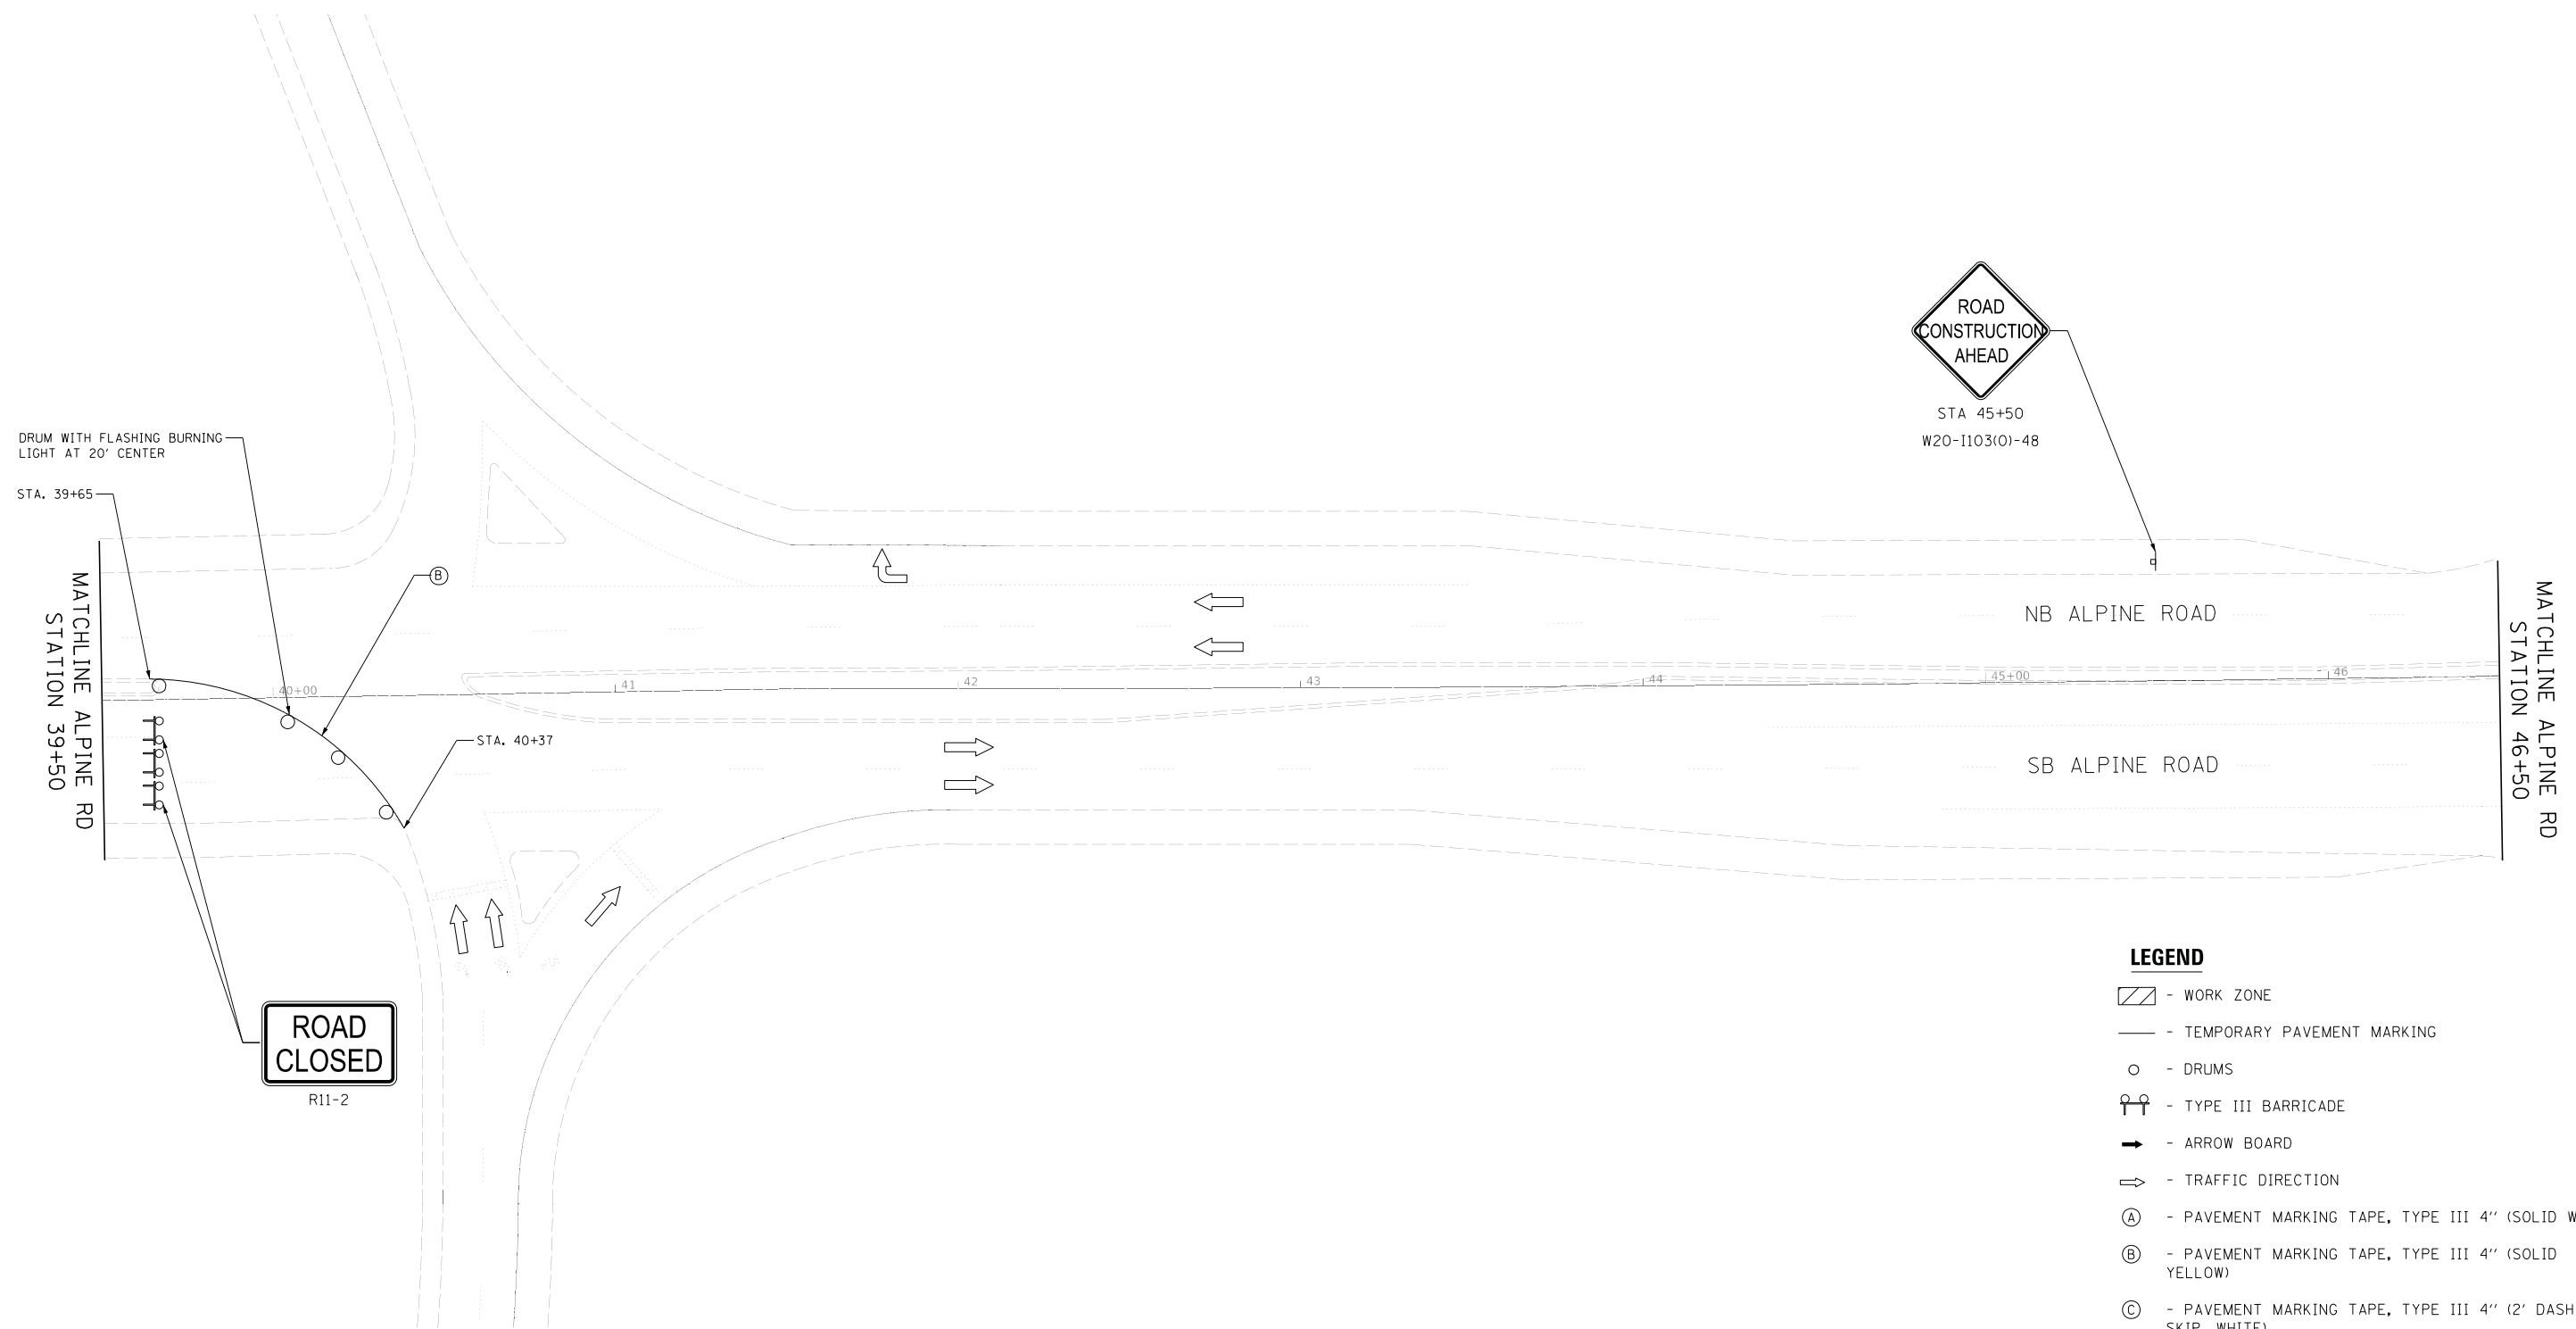 ROAD
CONSTRUCTION
AHEAD
STA 45+50
W20-I103(O)-48
DRUM WITH FLASHING BURNING
LIGHT AT 20' CENTER
STA. 39+65
B
MATCHLINE ALPINE RD
STATION 39+50
40+00
41
42
43
44
45+00
46
NB ALPINE ROAD
SB ALPINE ROAD
MATCHLINE ALPINE RD
STATION 46+50
STA. 40+37
ROAD
CLOSED
R11-2
LEGEND
- WORK ZONE
- TEMPORARY PAVEMENT MARKING
- DRUMS
- TYPE III BARRICADE
- ARROW BOARD
- TRAFFIC DIRECTION
A - PAVEMENT MARKING TAPE, TYPE III 4'' (SOLID W
B - PAVEMENT MARKING TAPE, TYPE III 4'' (SOLID
YELLOW)
C - PAVEMENT MARKING TAPE, TYPE III 4'' (2' DASH
SKIP, WHITE)